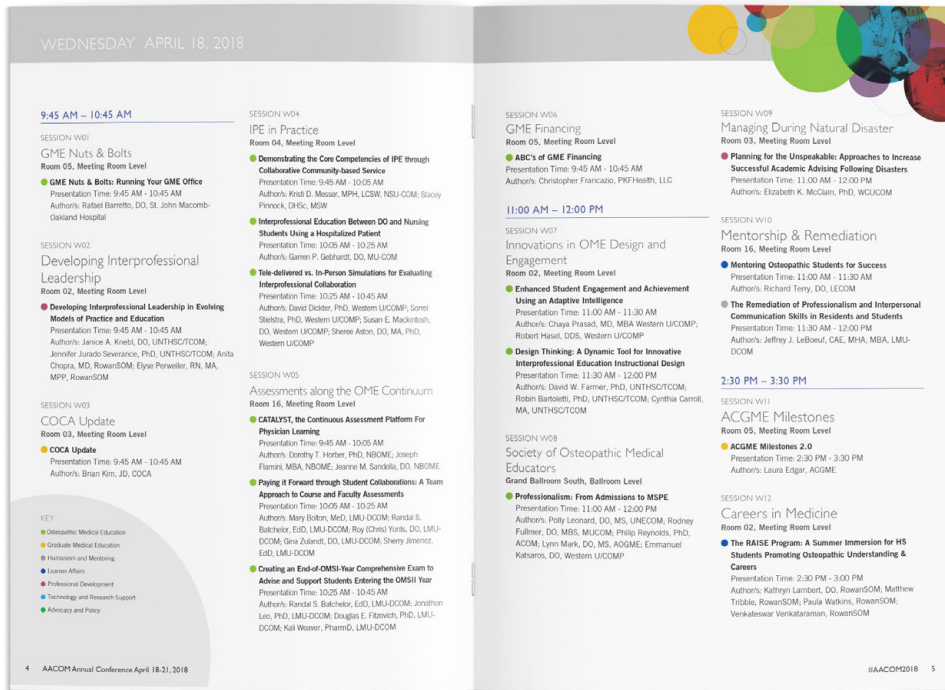 WEDNESDAY APRIL 18, 2018
9:45 AM – 10:45 AM
SESSION W01
GME Nuts & Bolts
Room 05, Meeting Room Level
GME Nuts & Bolts: Running Your GME Office
Presentation Time: 9:45 AM - 10:45 AM
Author/s: Rafael Barretto, DO, St. John Macomb-
Oakland Hospital
SESSION W02
Developing Interprofessional
Leadership
Room 02, Meeting Room Level
Developing Interprofessional Leadership in Evolving
Models of Practice and Education
Presentation Time: 9:45 AM - 10:45 AM
Author/s: Janice A. Knebl, DO, UNTHSC/TCOM;
Jennifer Jurado Severance, PhD, UNTHSC/TCOM; Anita
Chopra, MD, RowanSOM; Elyse Perweiler, RN, MA,
MPP, RowanSOM
SESSION W03
COCA Update
Room 03, Meeting Room Level
COCA Update
Presentation Time: 9:45 AM - 10:45 AM
Author/s: Brian Kim, JD, COCA
KEY
Osteopathic Medical Education
Graduate Medical Education
Humanism and Mentoring
Learner Affairs
Professional Development
Technology and Research Support
Advocacy and Policy
4 AACOM Annual Conference April 18-21, 2018
SESSION W04
IPE in Practice
Room 04, Meeting Room Level
Demonstrating the Core Competencies of IPE through
Collaborative Community-based Service
Presentation Time: 9:45 AM - 10:05 AM
Author/s: Kristi D. Messer, MPH, LCSW, NSU-COM; Stacey
Pinnock, DHSc, MSW
Interprofessional Education Between DO and Nursing
Students Using a Hospitalized Patient
Presentation Time: 10:05 AM - 10:25 AM
Author/s: Garren P. Gebhardt, DO, MU-COM
Tele-delivered vs. In-Person Simulations for Evaluating
Interprofessional Collaboration
Presentation Time: 10:25 AM - 10:45 AM
Author/s: David Dickter, PhD, Western U/COMP; Sorrel
Stielstra, PhD, Western U/COMP; Susan E. Mackintosh,
DO, Western U/COMP; Sheree Aston, DO, MA, PhD,
Western U/COMP
SESSION W05
Assessments along the OME Continuum
Room 16, Meeting Room Level
CATALYST, the Continuous Assessment Platform For
Physician Learning
Presentation Time: 9:45 AM - 10:05 AM
Author/s: Dorothy T. Horber, PhD, NBOME; Joseph
Flamini, MBA, NBOME; Jeanne M. Sandella, DO, NBOME
Paying it Forward through Student Collaborations: A Team
Approach to Course and Faculty Assessments
Presentation Time: 10:05 AM - 10:25 AM
Author/s: Mary Bolton, MeD, LMU-DCOM; Randal S.
Batchelor, EdD, LMU-DCOM; Roy (Chris) Yonts, DO, LMU-
DCOM; Gina Zulandt, DO, LMU-DCOM; Sherry Jimenez,
EdD, LMU-DCOM
Creating an End-of-OMSI-Year Comprehensive Exam to
Advise and Support Students Entering the OMSII Year
Presentation Time: 10:25 AM - 10:45 AM
Author/s: Randal S. Batchelor, EdD, LMU-DCOM; Jonathon
Leo, PhD, LMU-DCOM; Douglas E. Fitzovich, PhD, LMU-
DCOM; Kali Weaver, PharmD, LMU-DCOM
SESSION W06
GME Financing
Room 05, Meeting Room Level
ABC's of GME Financing
Presentation Time: 9:45 AM - 10:45 AM
Author/s: Christopher Francazio, PKFHealth, LLC
11:00 AM – 12:00 PM
SESSION W07
Innovations in OME Design and
Engagement
Room 02, Meeting Room Level
Enhanced Student Engagement and Achievement
Using an Adaptive Intelligence
Presentation Time: 11:00 AM - 11:30 AM
Author/s: Chaya Prasad, MD, MBA Western U/COMP;
Robert Hasel, DDS, Western U/COMP
Design Thinking: A Dynamic Tool for Innovative
Interprofessional Education Instructional Design
Presentation Time: 11:30 AM - 12:00 PM
Author/s: David W. Farmer, PhD, UNTHSC/TCOM;
Robin Bartoletti, PhD, UNTHSC/TCOM; Cynthia Carroll,
MA, UNTHSC/TCOM
SESSION W08
Society of Osteopathic Medical
Educators
Grand Ballroom South, Ballroom Level
Professionalism: From Admissions to MSPE
Presentation Time: 11:00 AM - 12:00 PM
Author/s: Polly Leonard, DO, MS, UNECOM; Rodney
Fullmer, DO, MBS, MUCOM; Philip Reynolds, PhD,
ACOM; Lynn Mark, DO, MS, AOGME; Emmanuel
Katsaros, DO, Western U/COMP
SESSION W09
Managing During Natural Disaster
Room 03, Meeting Room Level
Planning for the Unspeakable: Approaches to Increase
Successful Academic Advising Following Disasters
Presentation Time: 11:00 AM - 12:00 PM
Author/s: Elizabeth K. McClain, PhD, WCUCOM
SESSION W10
Mentorship & Remediation
Room 16, Meeting Room Level
Mentoring Osteopathic Students for Success
Presentation Time: 11:00 AM - 11:30 AM
Author/s: Richard Terry, DO, LECOM
The Remediation of Professionalism and Interpersonal
Communication Skills in Residents and Students
Presentation Time: 11:30 AM - 12:00 PM
Author/s: Jeffrey J. LeBoeuf, CAE, MHA, MBA, LMU-
DCOM
2:30 PM – 3:30 PM
SESSION W11
ACGME Milestones
Room 05, Meeting Room Level
ACGME Milestones 2.0
Presentation Time: 2:30 PM - 3:30 PM
Author/s: Laura Edgar, ACGME
SESSION W12
Careers in Medicine
Room 02, Meeting Room Level
The RAISE Program: A Summer Immersion for HS
Students Promoting Osteopathic Understanding &
Careers
Presentation Time: 2:30 PM - 3:00 PM
Author/s: Kathryn Lambert, DO, RowanSOM; Matthew
Tribble, RowanSOM; Paula Watkins, RowanSOM;
Venkateswar Venkataraman, RowanSOM
#AACOM2018 5